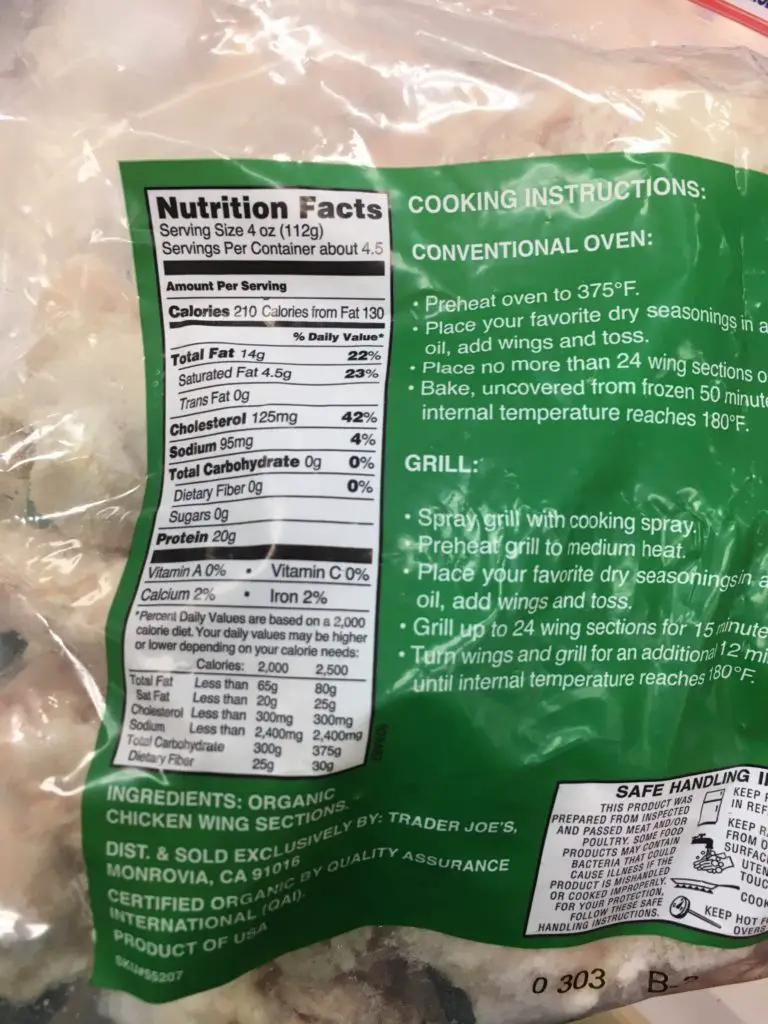 Nutrition Facts
Serving Size 4 oz (112g)
Servings Per Container about 4.5
Amount Per Serving
Calories 210 Calories from Fat 130
% Daily Value*
Total Fat 14g 22%
Saturated Fat 4.5g 23%
Trans Fat 0g
Cholesterol 125mg 42%
Sodium 95mg 4%
Total Carbohydrate 0g 0%
Dietary Fiber 0g 0%
Sugars 0g
Protein 20g
Vitamin A 0% • Vitamin C 0%
Calcium 2% • Iron 2%
*Percent Daily Values are based on a 2,000
calorie diet. Your daily values may be higher
or lower depending on your calorie needs:
Calories: 2,000 2,500
Total Fat Less than 65g 80g
Sat Fat Less than 20g 25g
Cholesterol Less than 300mg 300mg
Sodium Less than 2,400mg 2,400mg
Total Carbohydrate 300g 375g
Dietary Fiber 25g 30g
INGREDIENTS: ORGANIC
CHICKEN WING SECTIONS.
DIST. & SOLD EXCLUSIVELY BY: TRADER JOE'S,
MONROVIA, CA 91016
CERTIFIED ORGANIC BY QUALITY ASSURANCE
INTERNATIONAL (QAI).
PRODUCT OF USA
SKU#55207
COOKING INSTRUCTIONS:
CONVENTIONAL OVEN:
• Preheat oven to 375°F.
• Place your favorite dry seasonings in a
oil, add wings and toss.
• Place no more than 24 wing sections o
• Bake, uncovered from frozen 50 minute
internal temperature reaches 180°F.
GRILL:
• Spray grill with cooking spray.
• Preheat grill to medium heat.
• Place your favorite dry seasonings in a
oil, add wings and toss.
• Grill up to 24 wing sections for 15 minute
• Turn wings and grill for an additional 12 mi
until internal temperature reaches 180°F.
SAFE HANDLING I
THIS PRODUCT WAS
PREPARED FROM INSPECTED
AND PASSED MEAT AND/OR
POULTRY. SOME FOOD
PRODUCTS MAY CONTAIN
BACTERIA THAT COULD
CAUSE ILLNESS IF THE
PRODUCT IS MISHANDLED
OR COOKED IMPROPERLY.
FOR YOUR PROTECTION,
FOLLOW THESE SAFE
HANDLING INSTRUCTIONS.
KEEP
IN REF
KEEP R
FROM O
SURFAC
UTEN
TOUC
COOK
KEEP HOT F
OVERS
0 303 B-